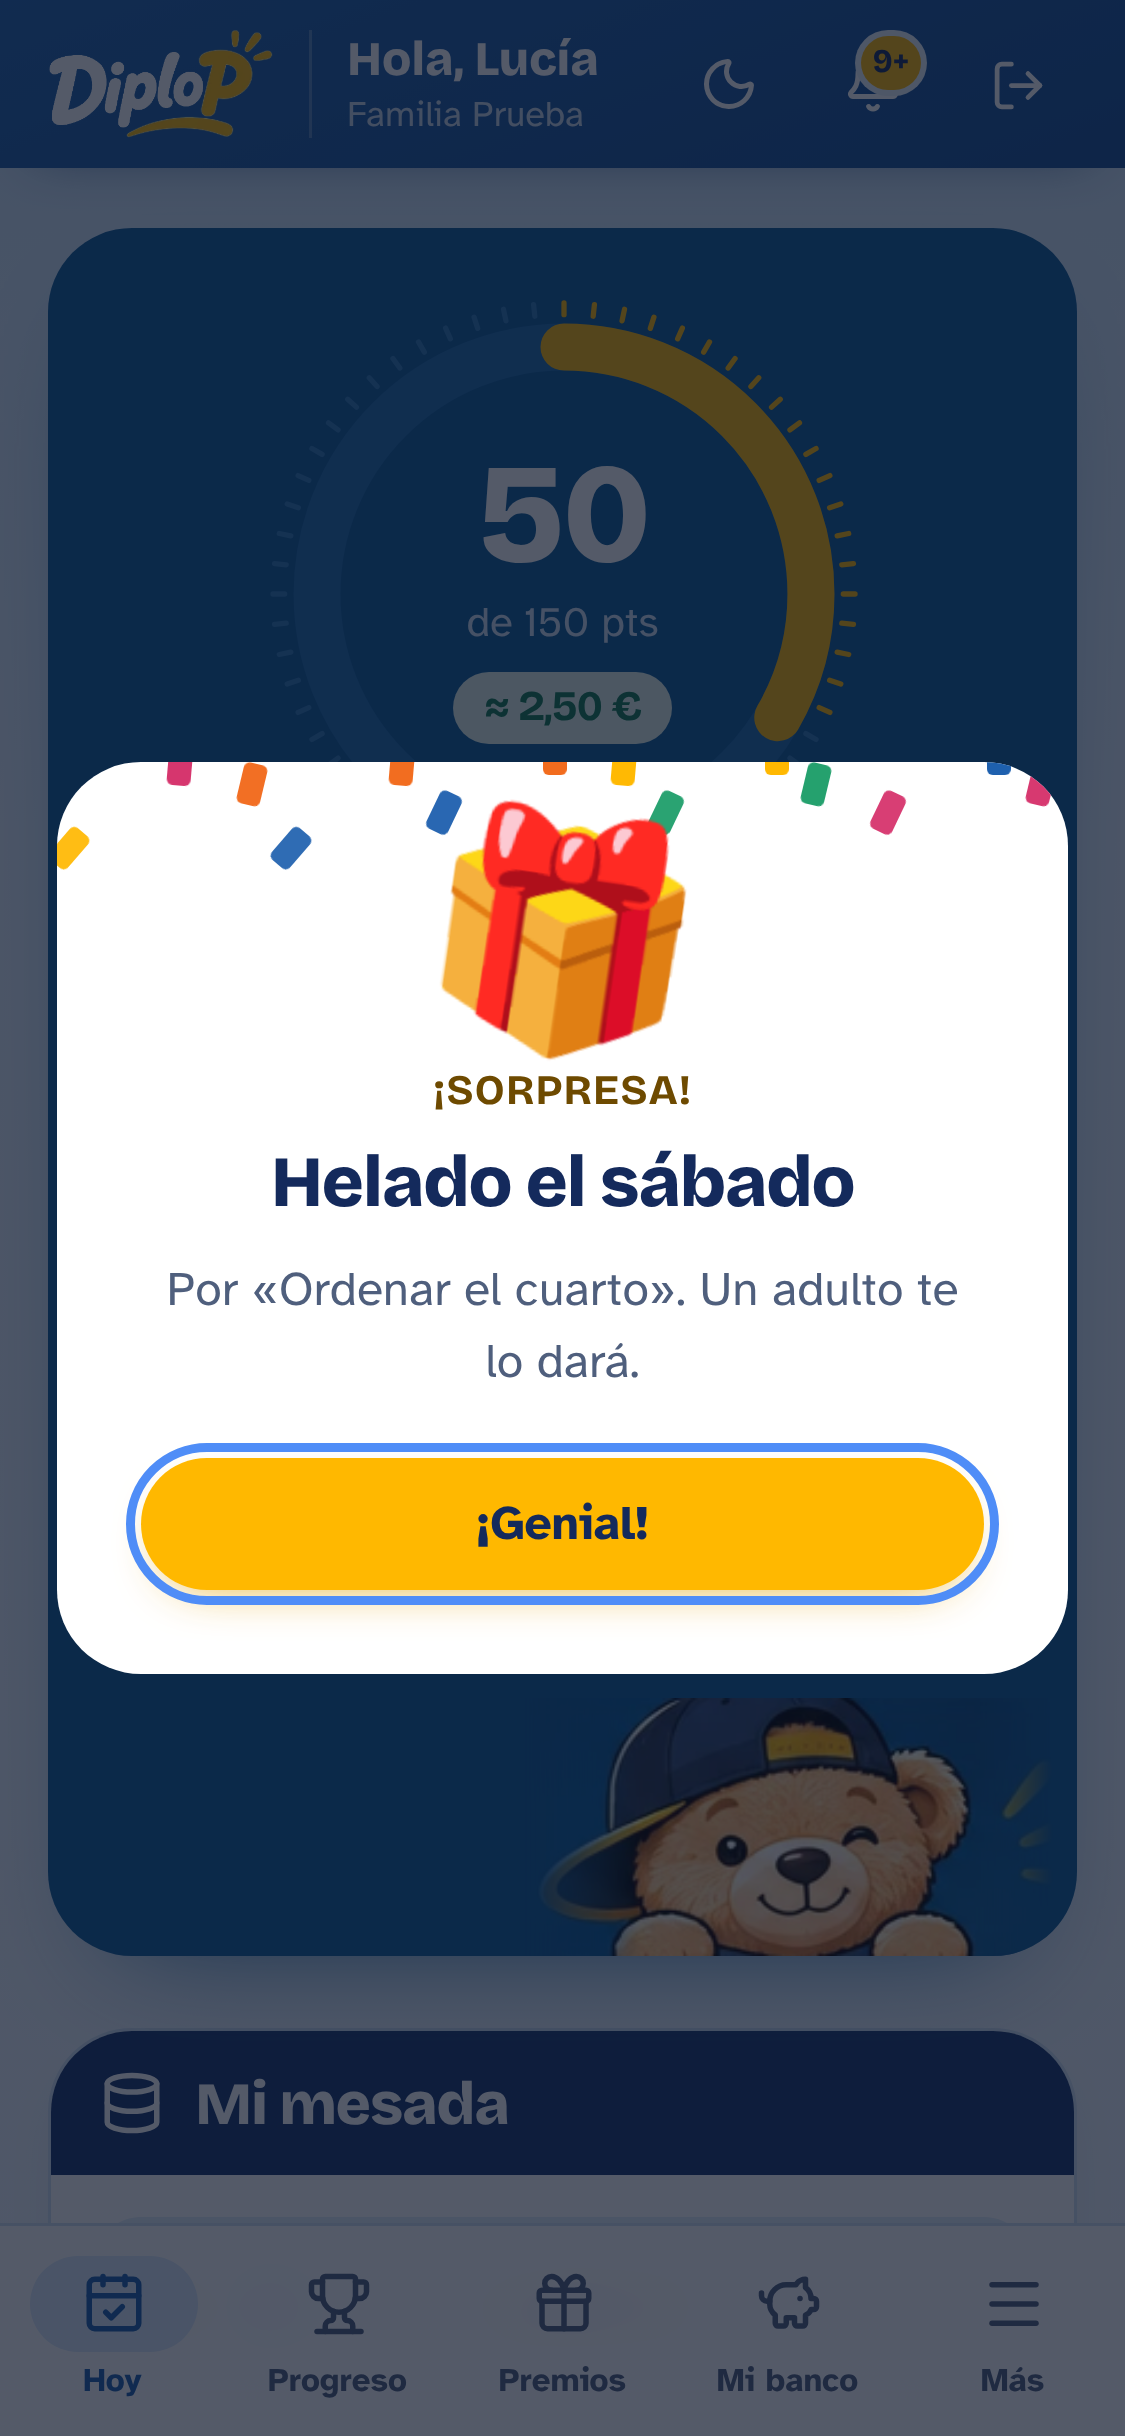 DiploP
Hola, Lucía
Familia Prueba
9+
50
de 150 pts
≈ 2,50 €
¡SORPRESA!
Helado el sábado
Por «Ordenar el cuarto». Un adulto te
lo dará.
¡Genial!
Mi mesada
Hoy
Progreso
Premios
Mi banco
Más